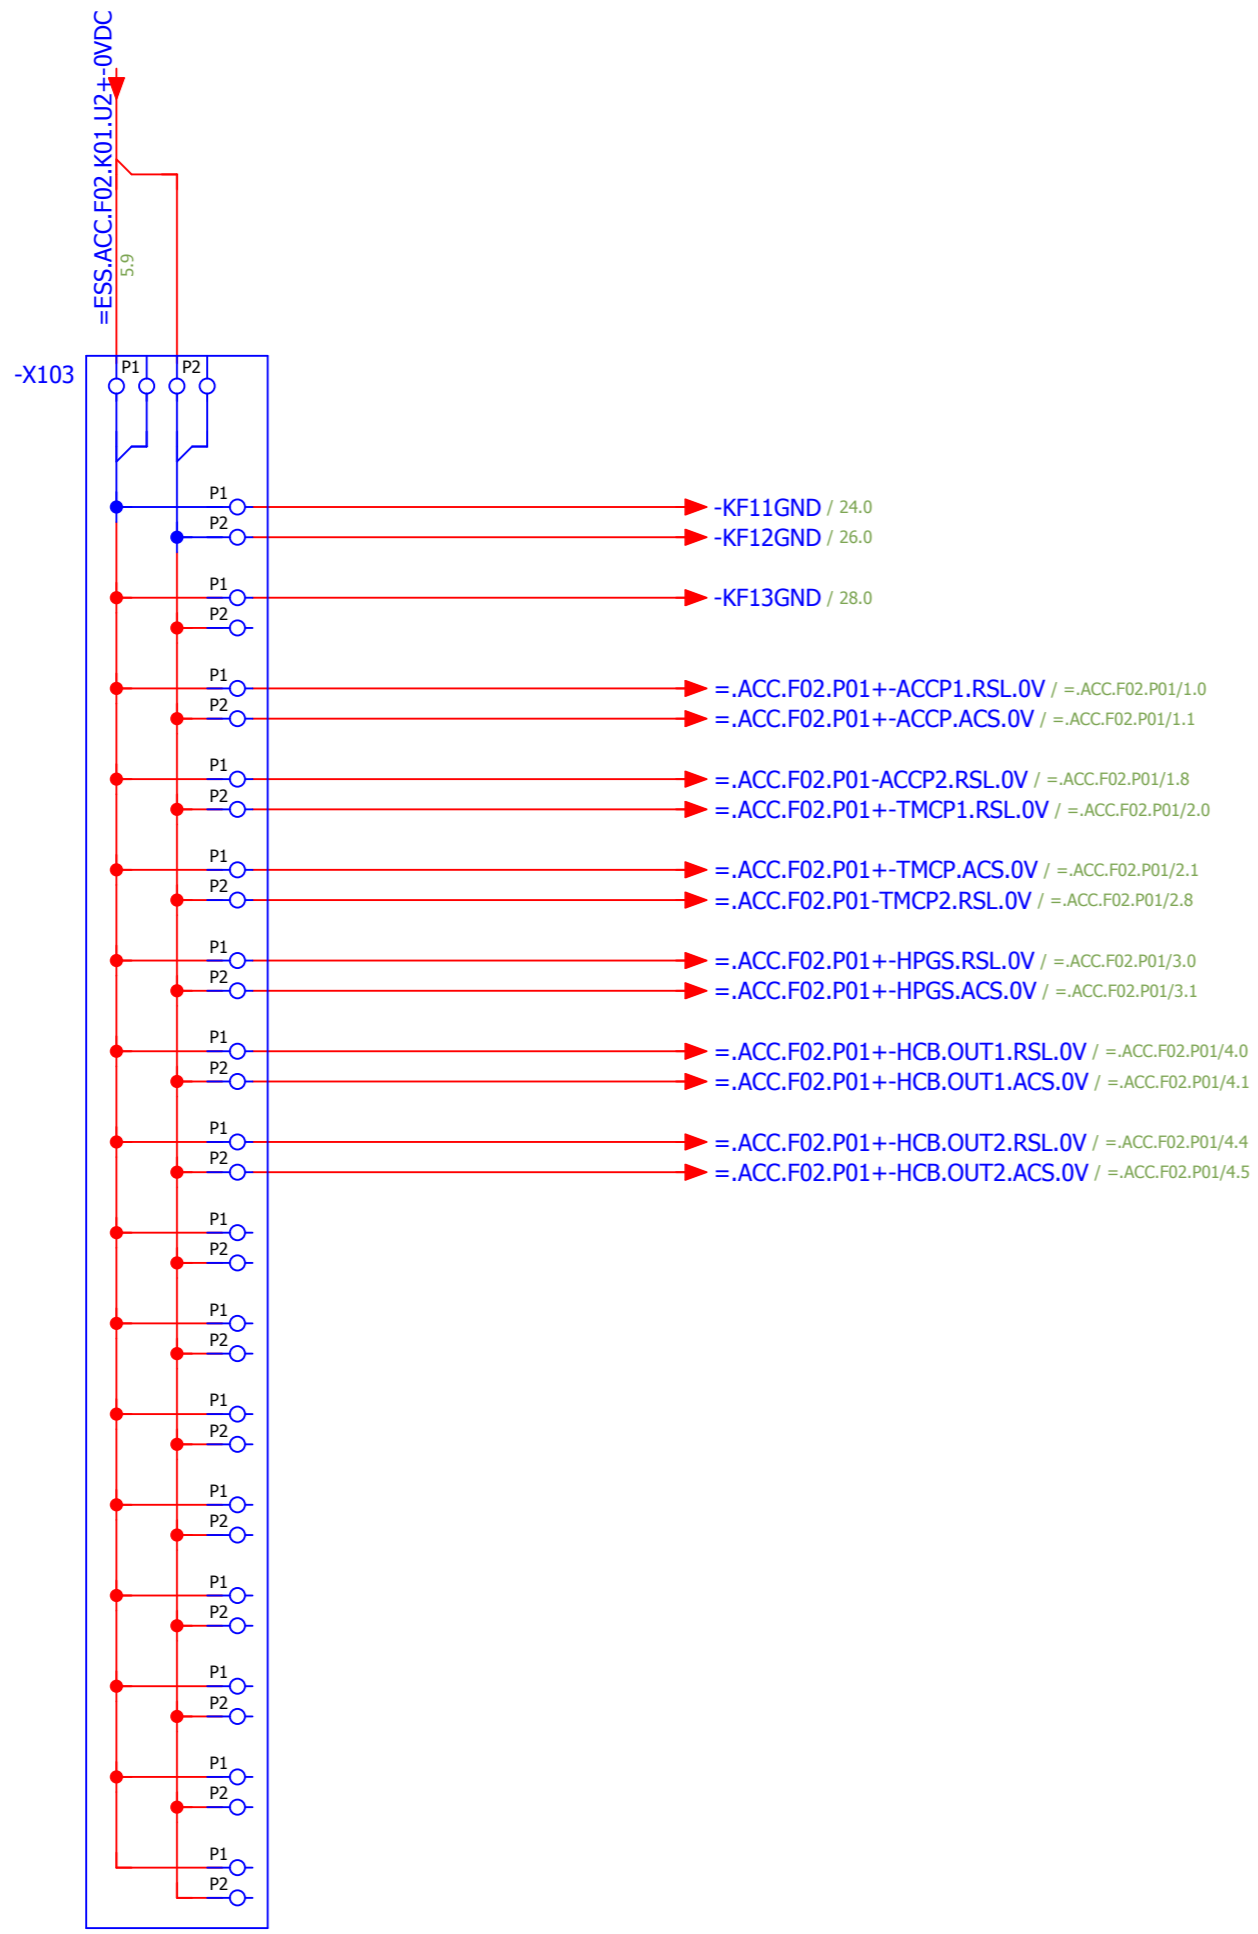 =ESS.ACC.F02.K01.U2+-0VDC
5.9
-X103
P1 P2
P1 -KF11GND / 24.0
P2 -KF12GND / 26.0
P1 -KF13GND / 28.0
P2
P1 =.ACC.F02.P01+-ACCP1.RSL.0V / =.ACC.F02.P01/1.0
P2 =.ACC.F02.P01+-ACCP.ACS.0V / =.ACC.F02.P01/1.1
P1 =.ACC.F02.P01-ACCP2.RSL.0V / =.ACC.F02.P01/1.8
P2 =.ACC.F02.P01+-TMCP1.RSL.0V / =.ACC.F02.P01/2.0
P1 =.ACC.F02.P01+-TMCP.ACS.0V / =.ACC.F02.P01/2.1
P2 =.ACC.F02.P01-TMCP2.RSL.0V / =.ACC.F02.P01/2.8
P1 =.ACC.F02.P01+-HPGS.RSL.0V / =.ACC.F02.P01/3.0
P2 =.ACC.F02.P01+-HPGS.ACS.0V / =.ACC.F02.P01/3.1
P1 =.ACC.F02.P01+-HCB.OUT1.RSL.0V / =.ACC.F02.P01/4.0
P2 =.ACC.F02.P01+-HCB.OUT1.ACS.0V / =.ACC.F02.P01/4.1
P1 =.ACC.F02.P01+-HCB.OUT2.RSL.0V / =.ACC.F02.P01/4.4
P2 =.ACC.F02.P01+-HCB.OUT2.ACS.0V / =.ACC.F02.P01/4.5
P1
P2
P1
P2
P1
P2
P1
P2
P1
P2
P1
P2
P1
P2
P1
P2